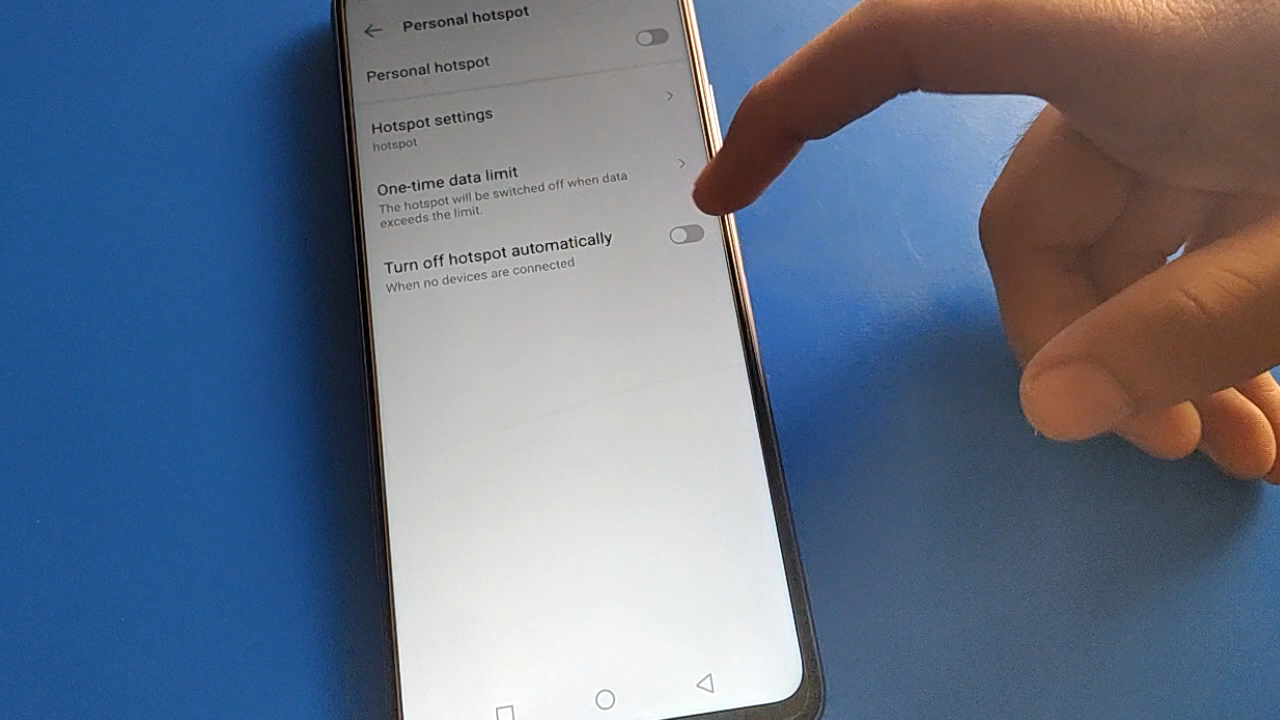 Personal hotspot
Personal hotspot
Hotspot settings
hotspot
One-time data limit
The hotspot will be switched off when data
exceeds the limit.
Turn off hotspot automatically
When no devices are connected